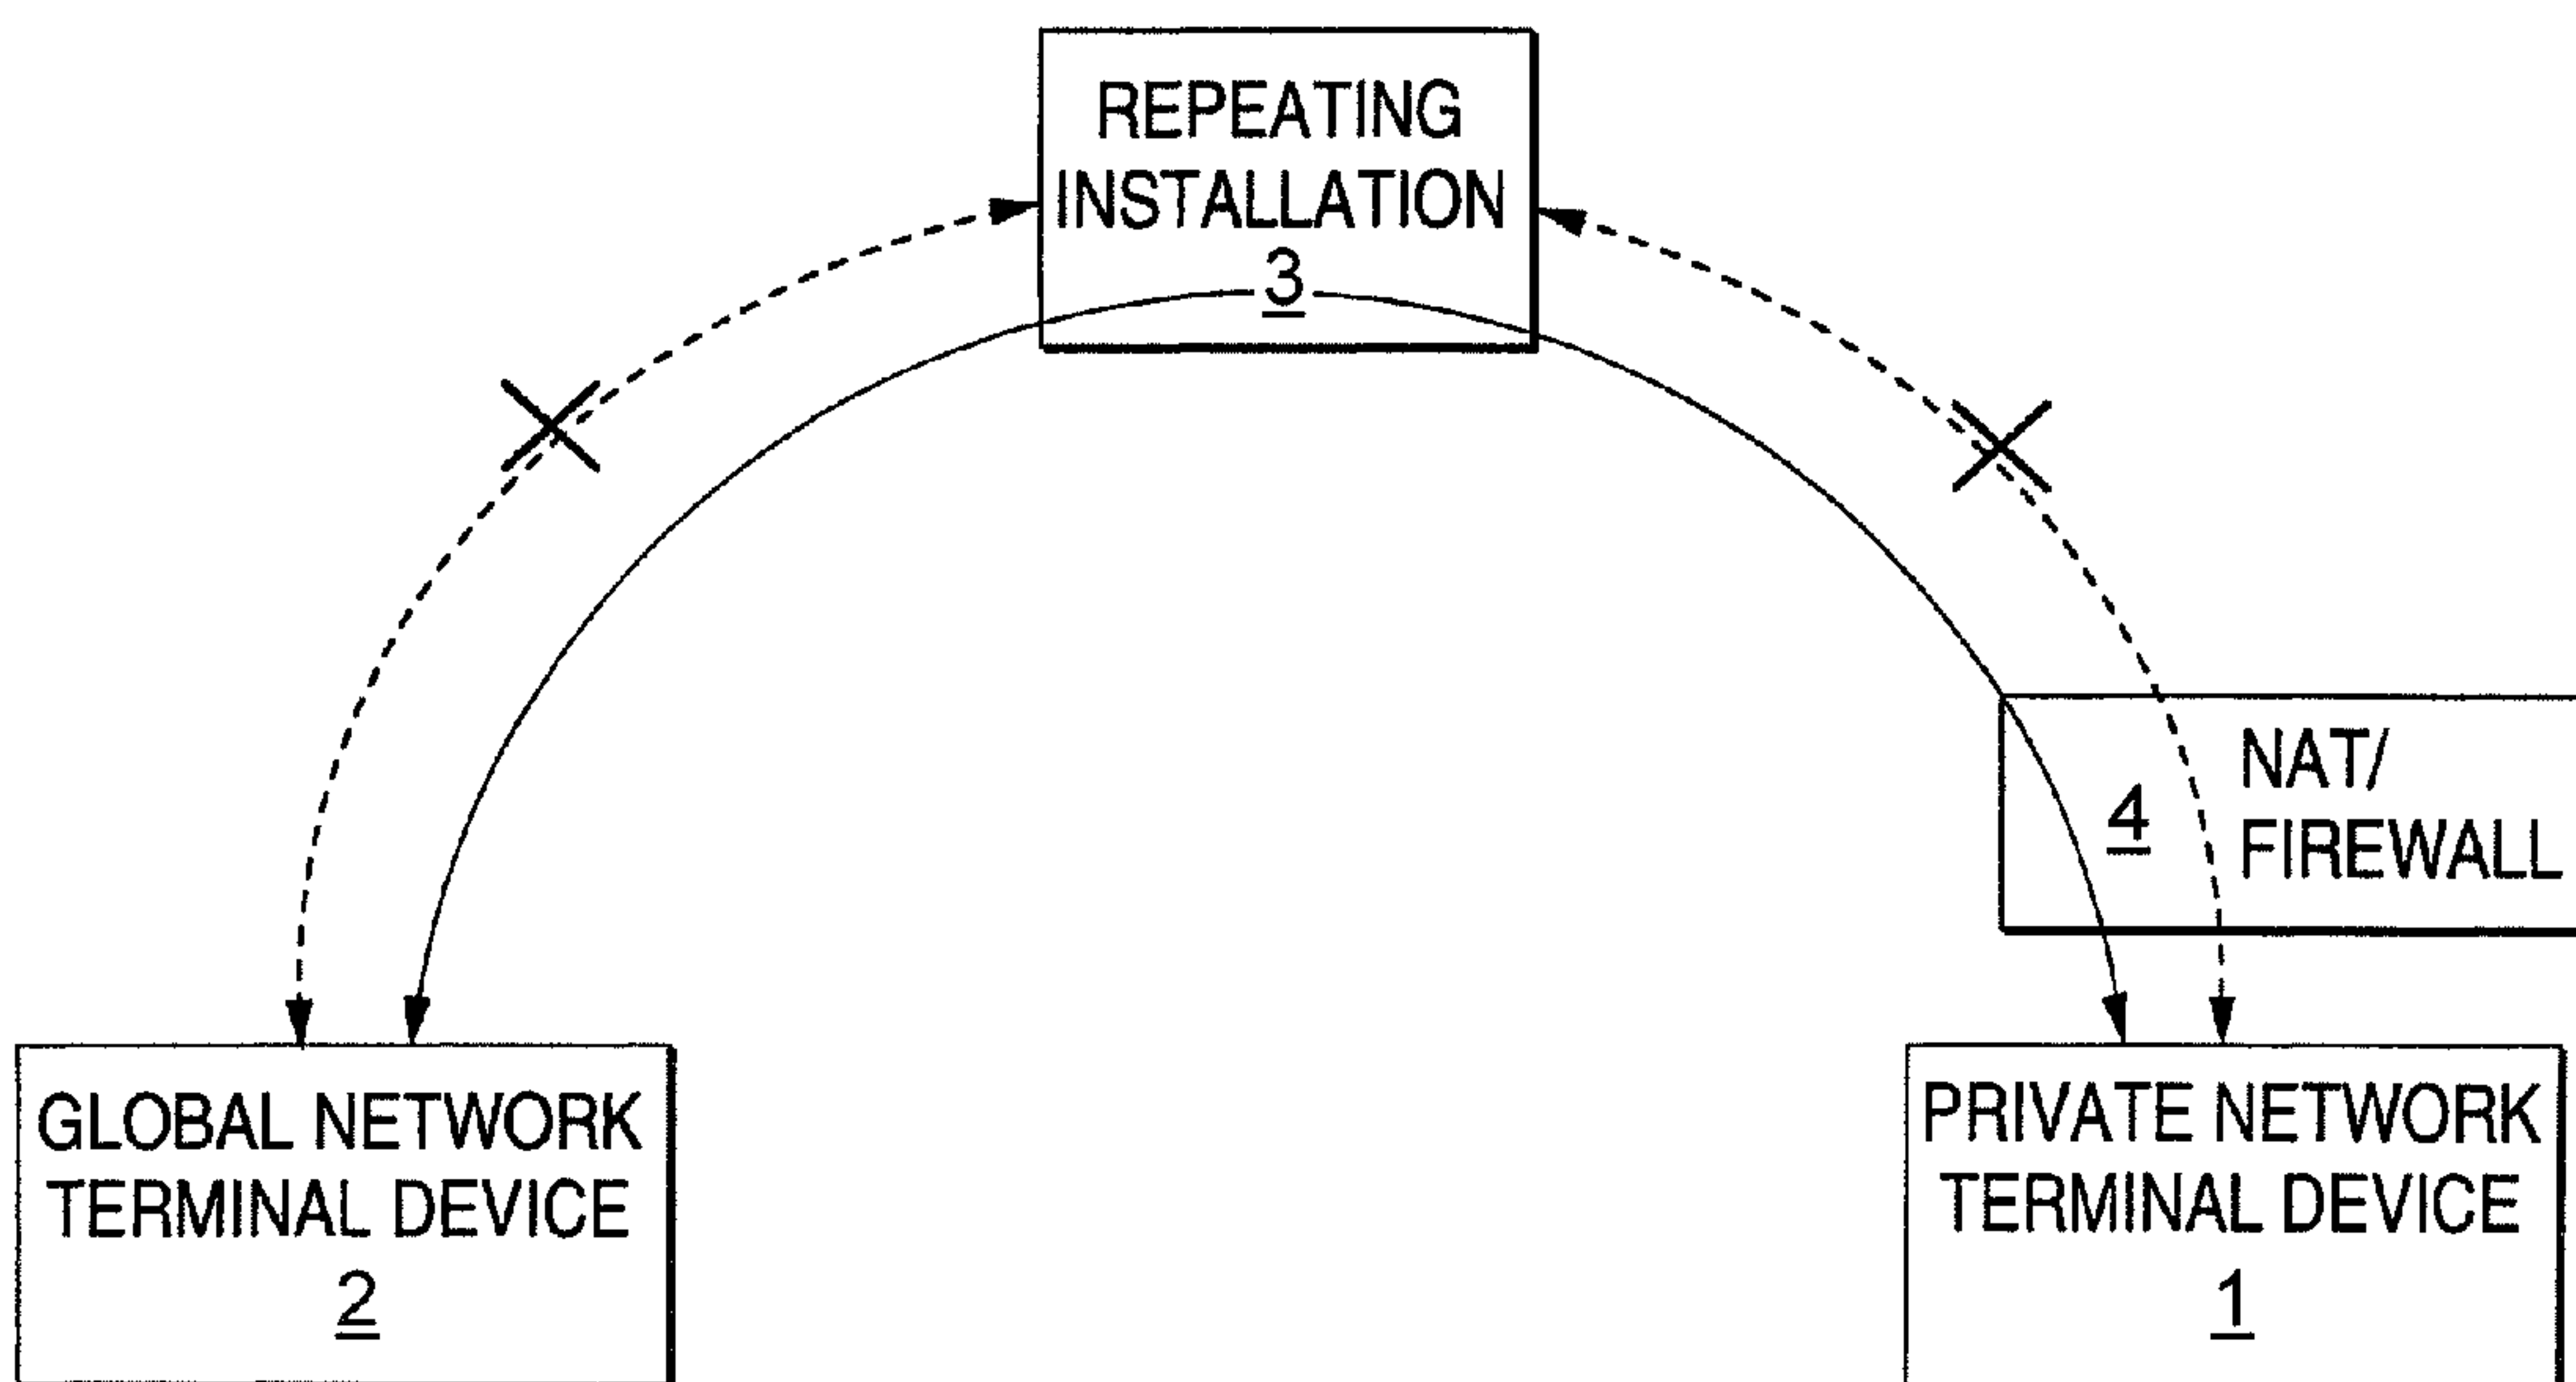 REPEATING
INSTALLATION
3
NAT/
FIREWALL
4
GLOBAL NETWORK
TERMINAL DEVICE
2
PRIVATE NETWORK
TERMINAL DEVICE
1